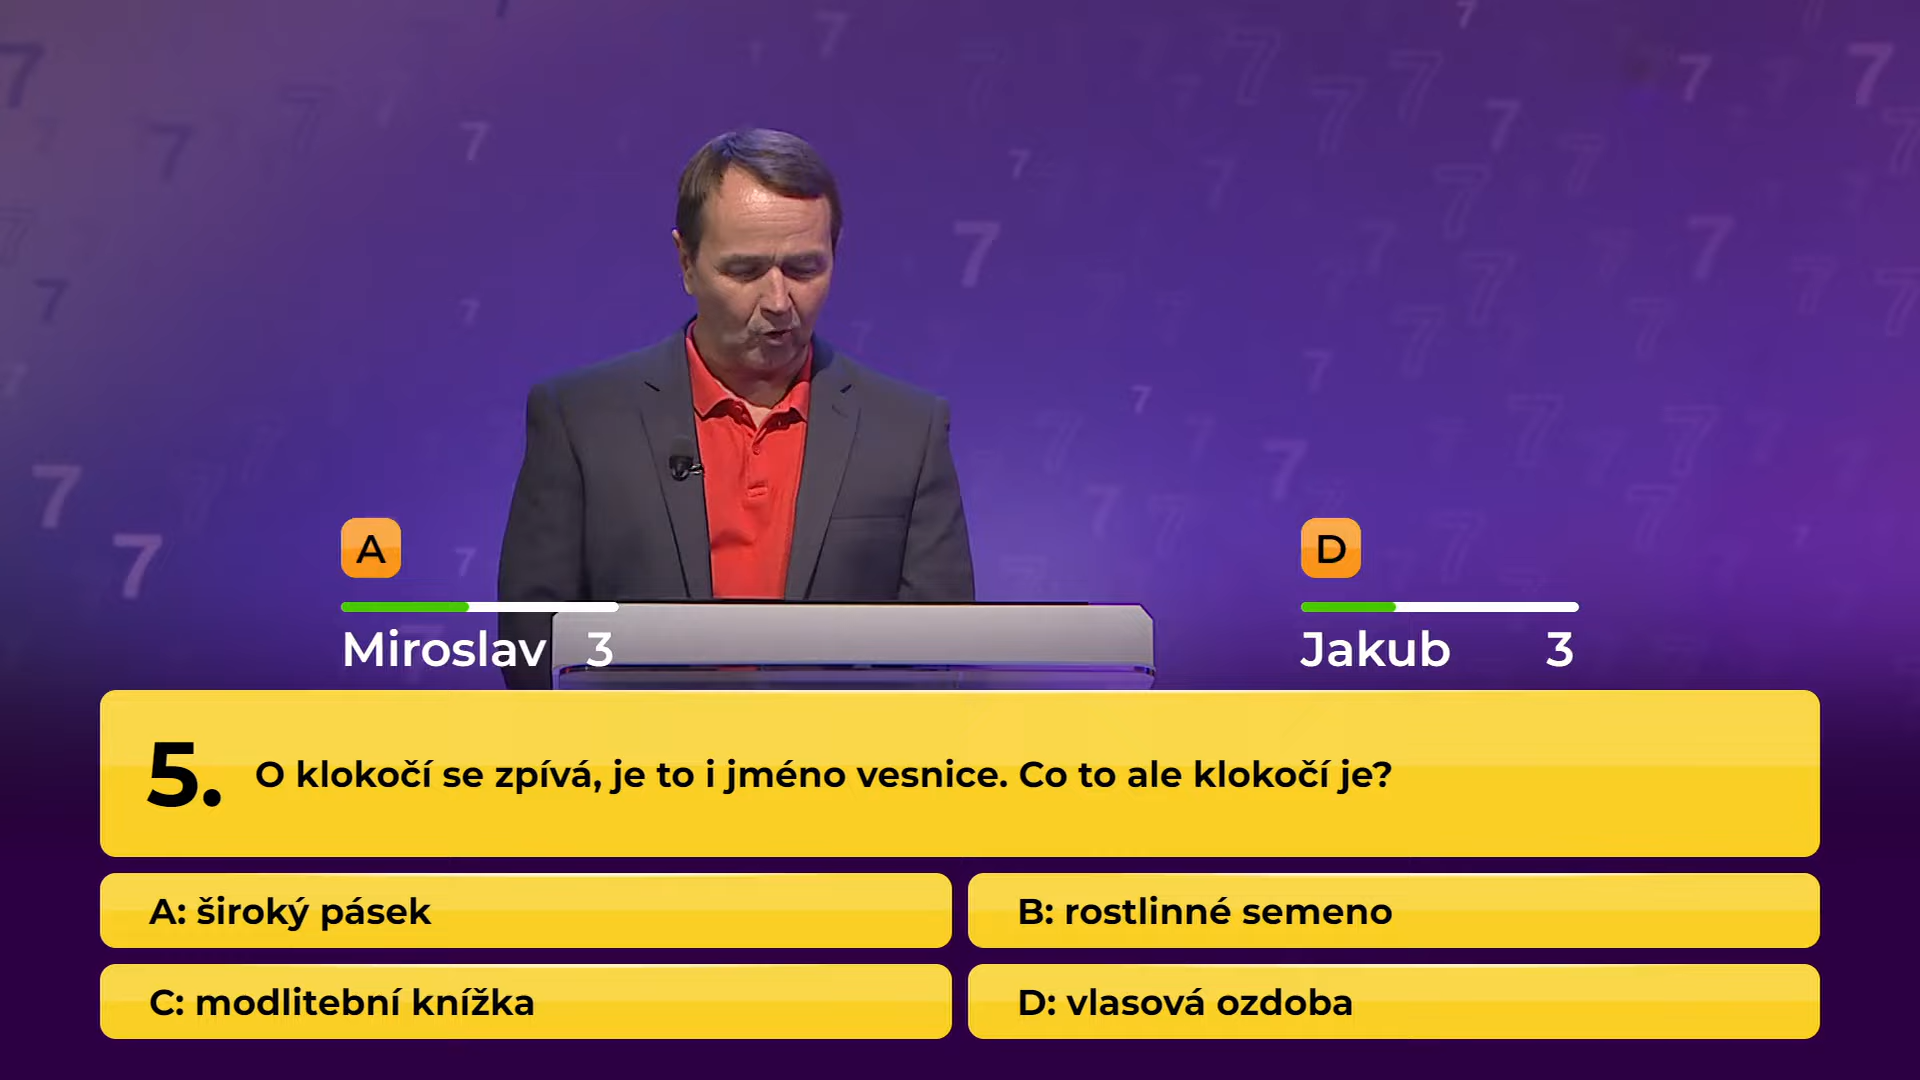 A
D
Miroslav 3
Jakub 3
5. O klokočí se zpívá, je to i jméno vesnice. Co to ale klokočí je?
A: široký pásek
B: rostlinné semeno
C: modlitební knížka
D: vlasová ozdoba